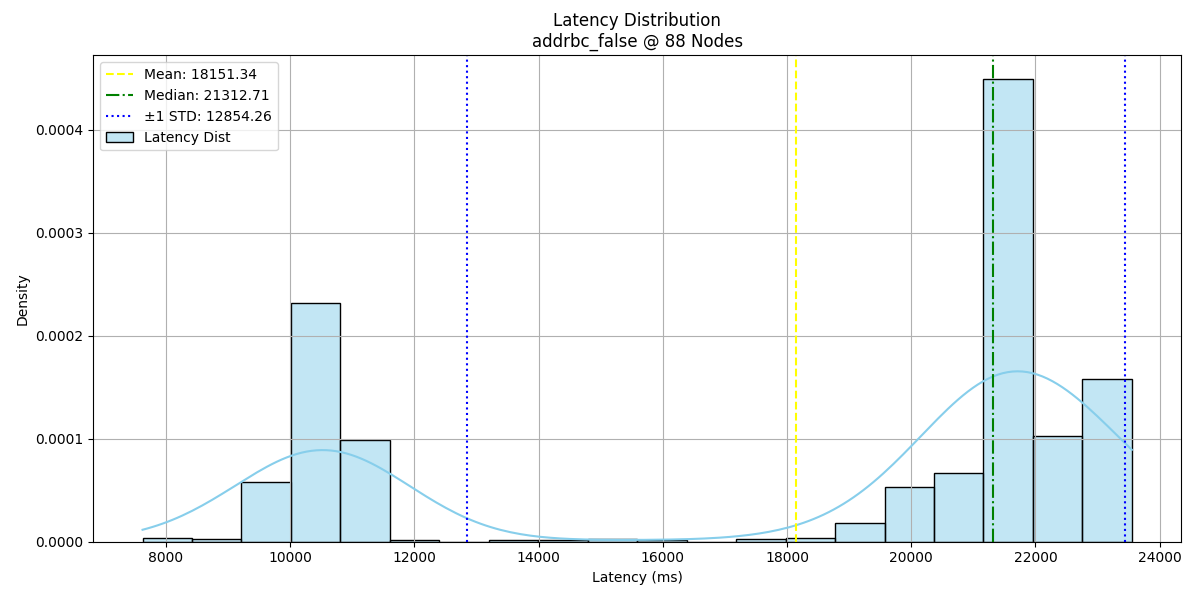 Latency Distribution
addrbc_false @ 88 Nodes
Mean: 18151.34
Median: 21312.71
±1 STD: 12854.26
Latency Dist
Density
0.0004
0.0003
0.0002
0.0001
0.0000
8000 10000 12000 14000 16000 18000 20000 22000 24000
Latency (ms)